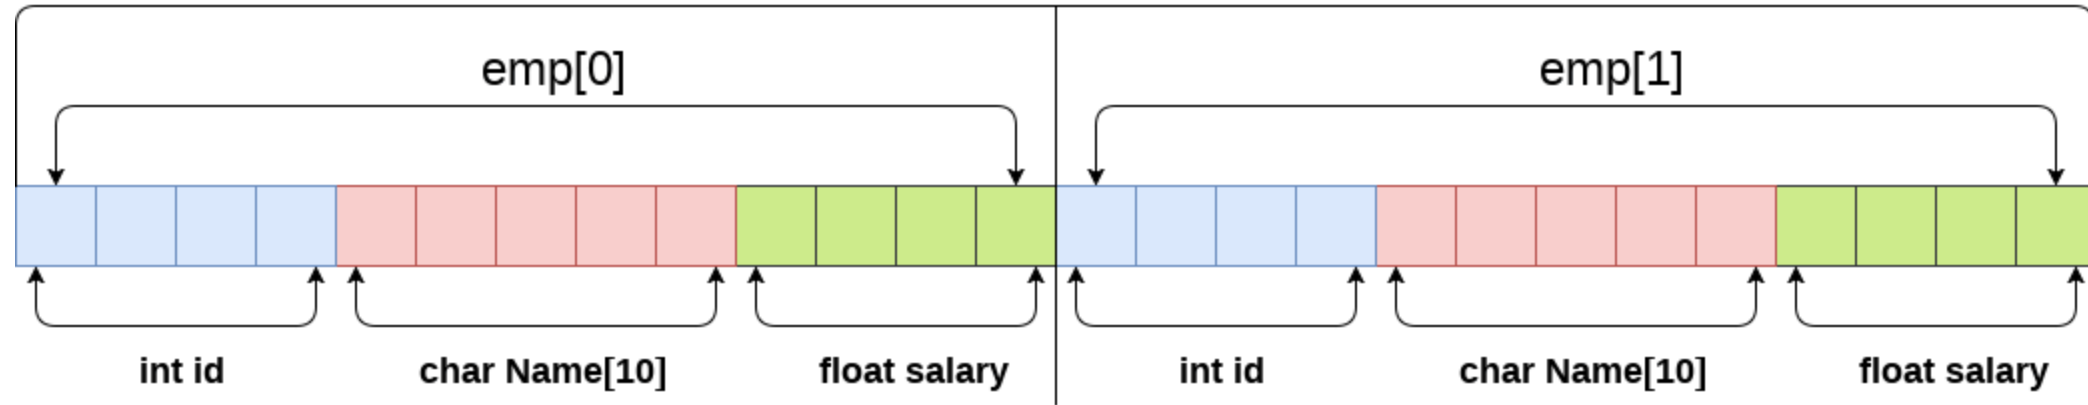 emp[0]
emp[1]
int id
char Name[10]
float salary
int id
char Name[10]
float salary